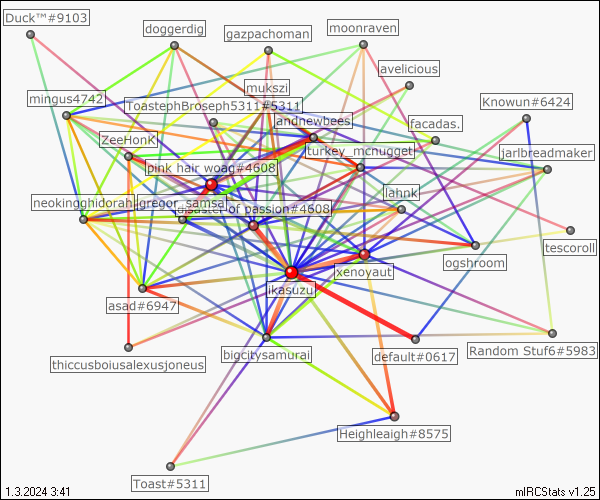 Duck™#9103
doggerdig
gazpachoman
moonraven
avelicious
mukszi
mingus4742
ToastephBroseph5311#5311
Knowun#6424
andnewbees
facadas.
ZeeHonk
turkey_mcnugget
jarlbreadmaker
pink hair woag#4608
lahnk
neokingghidorah
gregor_samsa
disaster of passion#4608
tescoroll
ogshroom
xenoyaut
ikasuzu
asad#6947
bigcitysamurai
default#0617
Random Stuf6#5983
thiccusboiusalexusjoneus
Heighleaigh#8575
Toast#5311
1.3.2024 3:41
mIRCStats v1.25